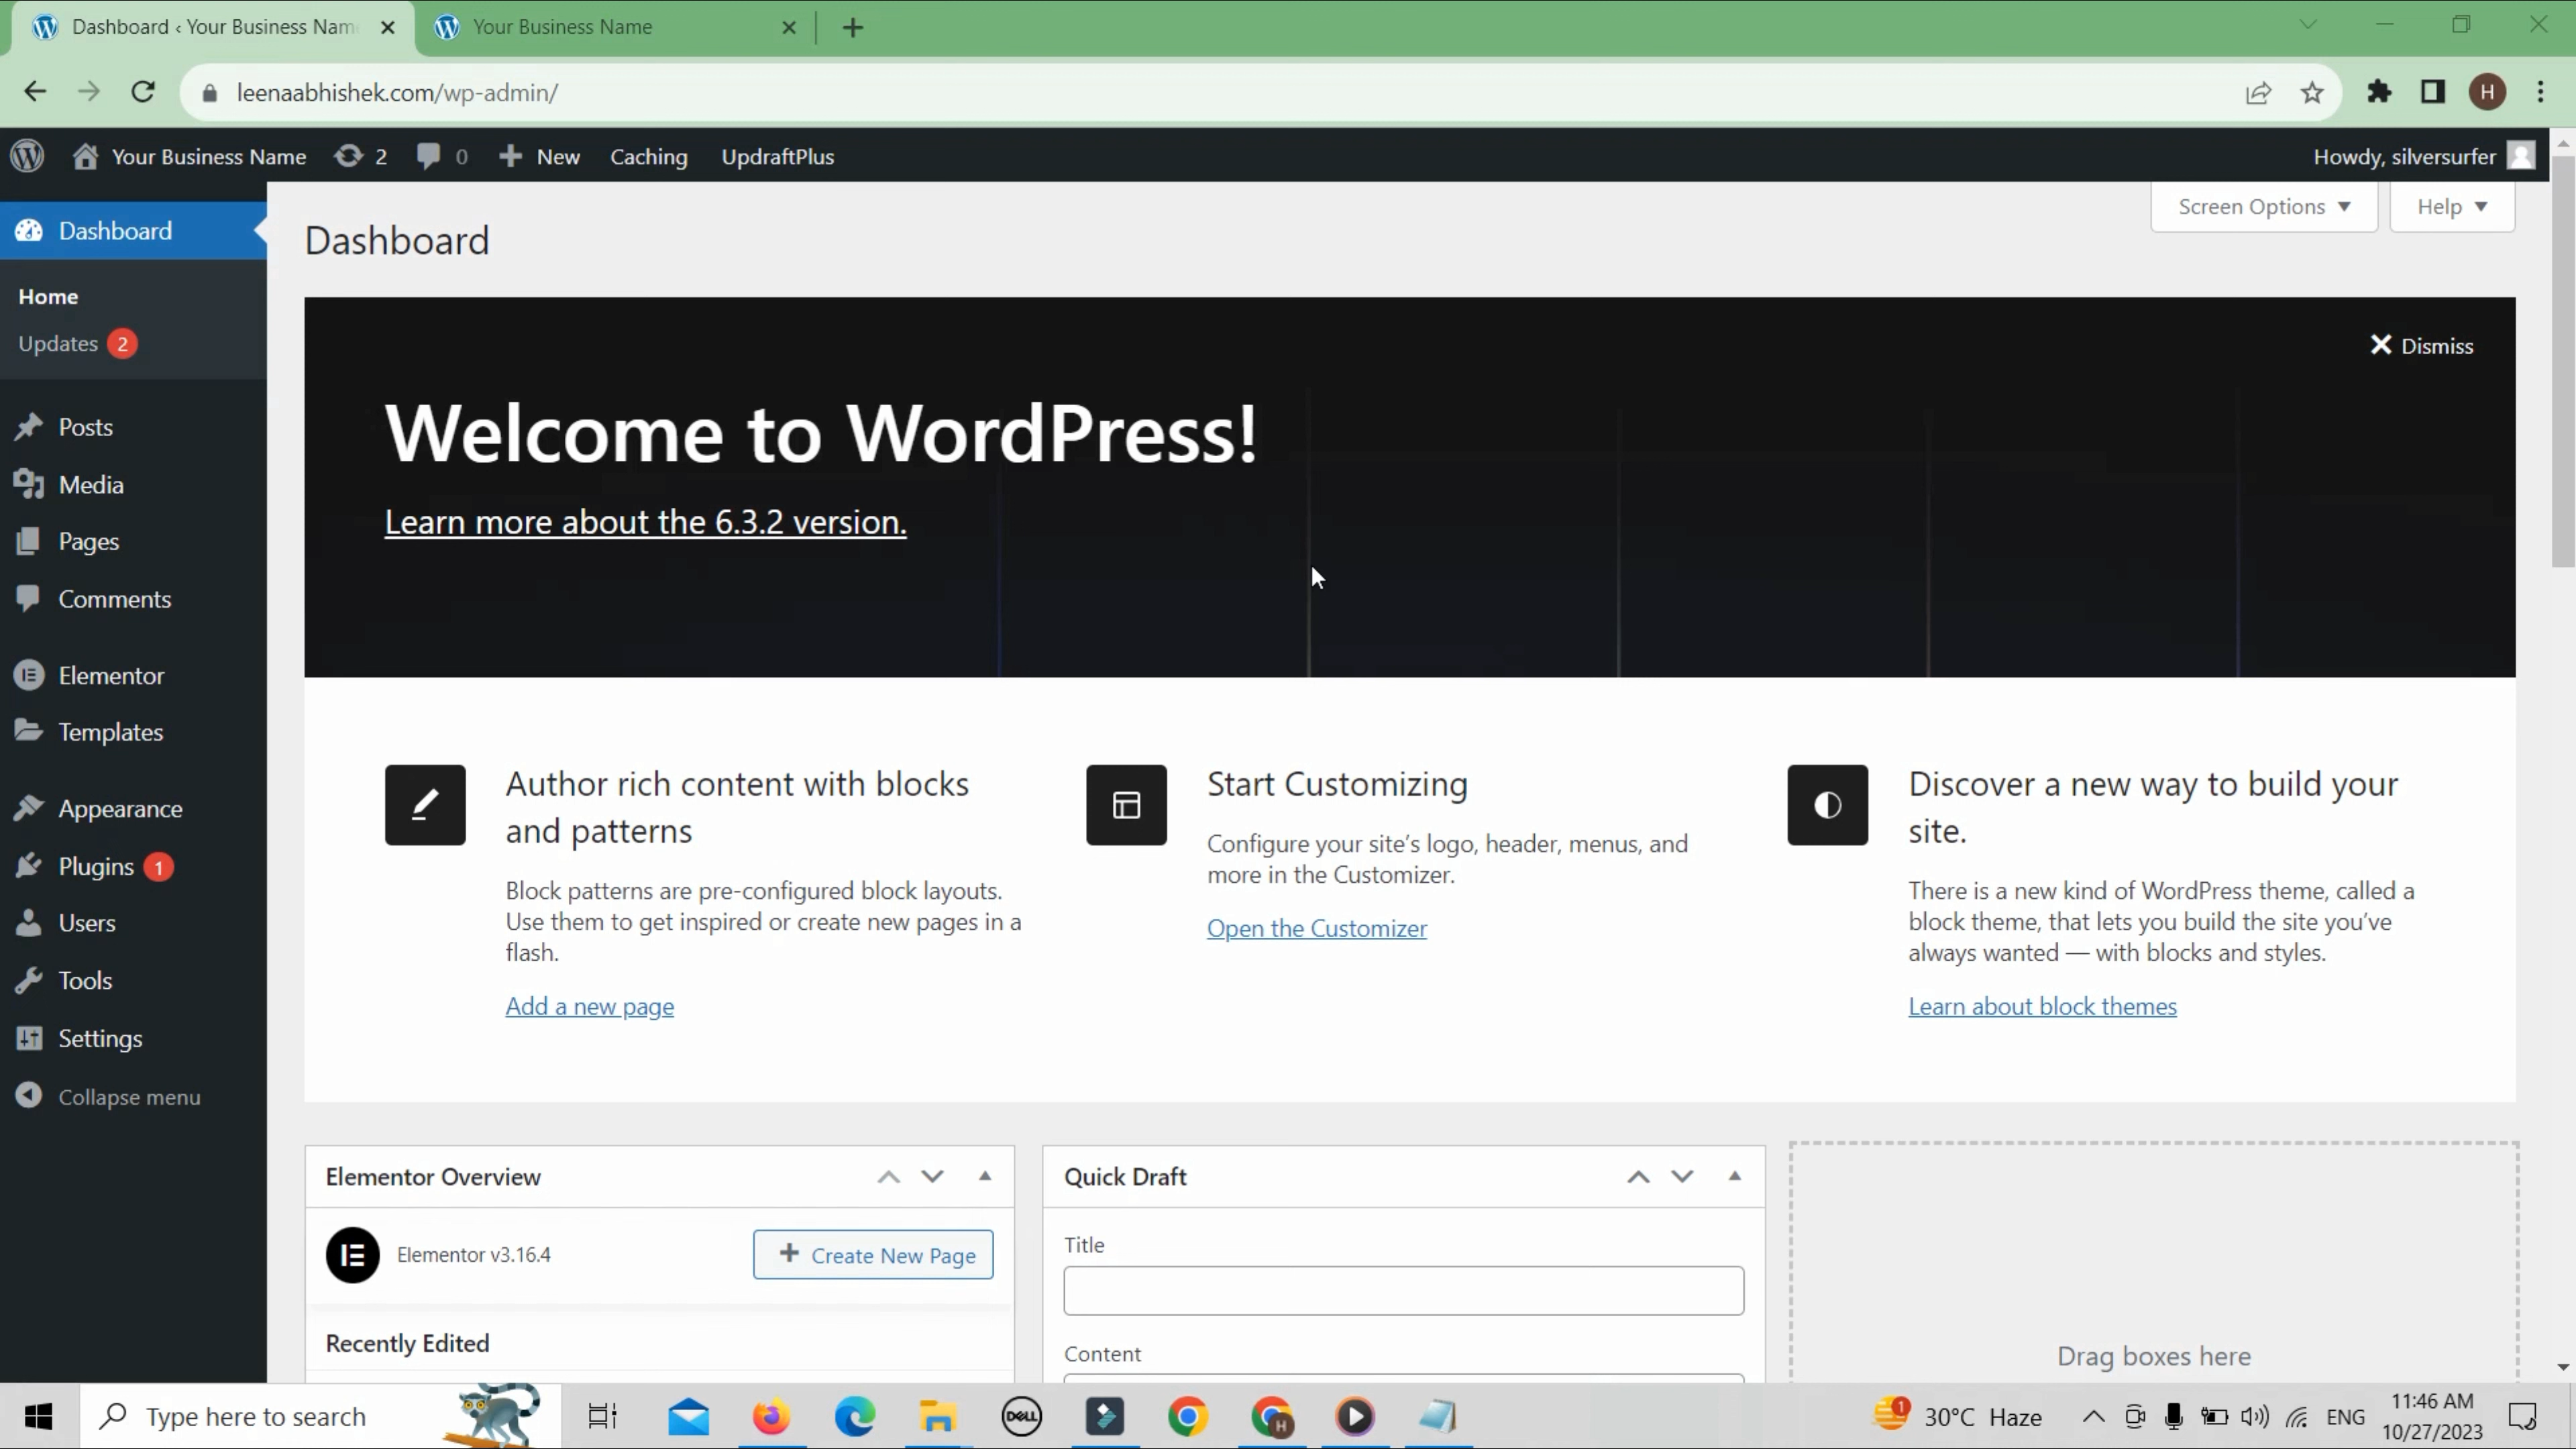 Dashboard ‹ Your Business Nam
Your Business Name
leenaabhishek.com/wp-admin/
H
Your Business Name 2 0 New Caching UpdraftPlus
Howdy, silversurfer
Screen Options
Help
Dashboard
Home
Updates 2
Posts
Media
Pages
Comments
Elementor
Templates
Appearance
Plugins 1
Users
Tools
Settings
Collapse menu
Dashboard
Dismiss
Welcome to WordPress!
Learn more about the 6.3.2 version.
Author rich content with blocks
and patterns
Block patterns are pre-configured block layouts.
Use them to get inspired or create new pages in a
flash.
Add a new page
Start Customizing
Configure your site’s logo, header, menus, and
more in the Customizer.
Open the Customizer
Discover a new way to build your
site.
There is a new kind of WordPress theme, called a
block theme, that lets you build the site you’ve
always wanted — with blocks and styles.
Learn about block themes
Elementor Overview
Elementor v3.16.4
Create New Page
Recently Edited
Quick Draft
Title
Content
Drag boxes here
Type here to search
DELL
H
1
30°C Haze
ENG
11:46 AM
10/27/2023